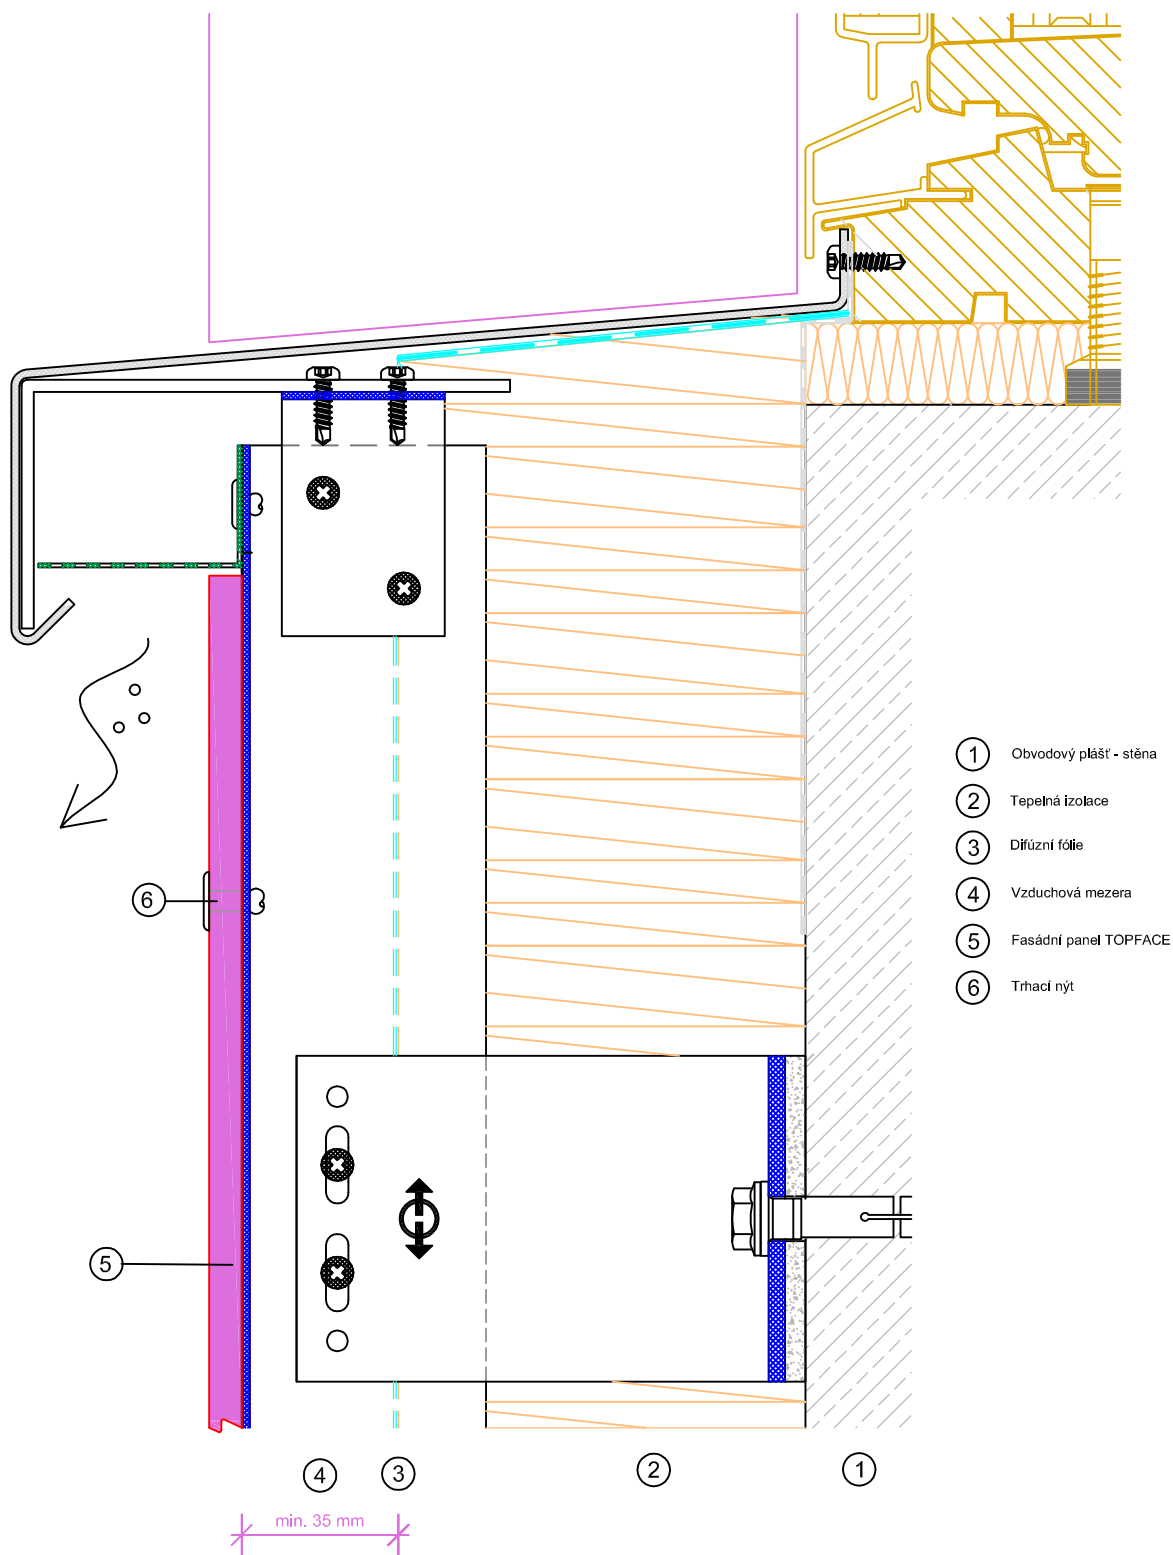 1 Obvodový plášť - stěna
2 Tepelná izolace
3 Difúzní fólie
4 Vzduchová mezera
5 Fasádní panel TOPFACE
6 Trhací nýt
6
5
4 3 2 1
min. 35 mm